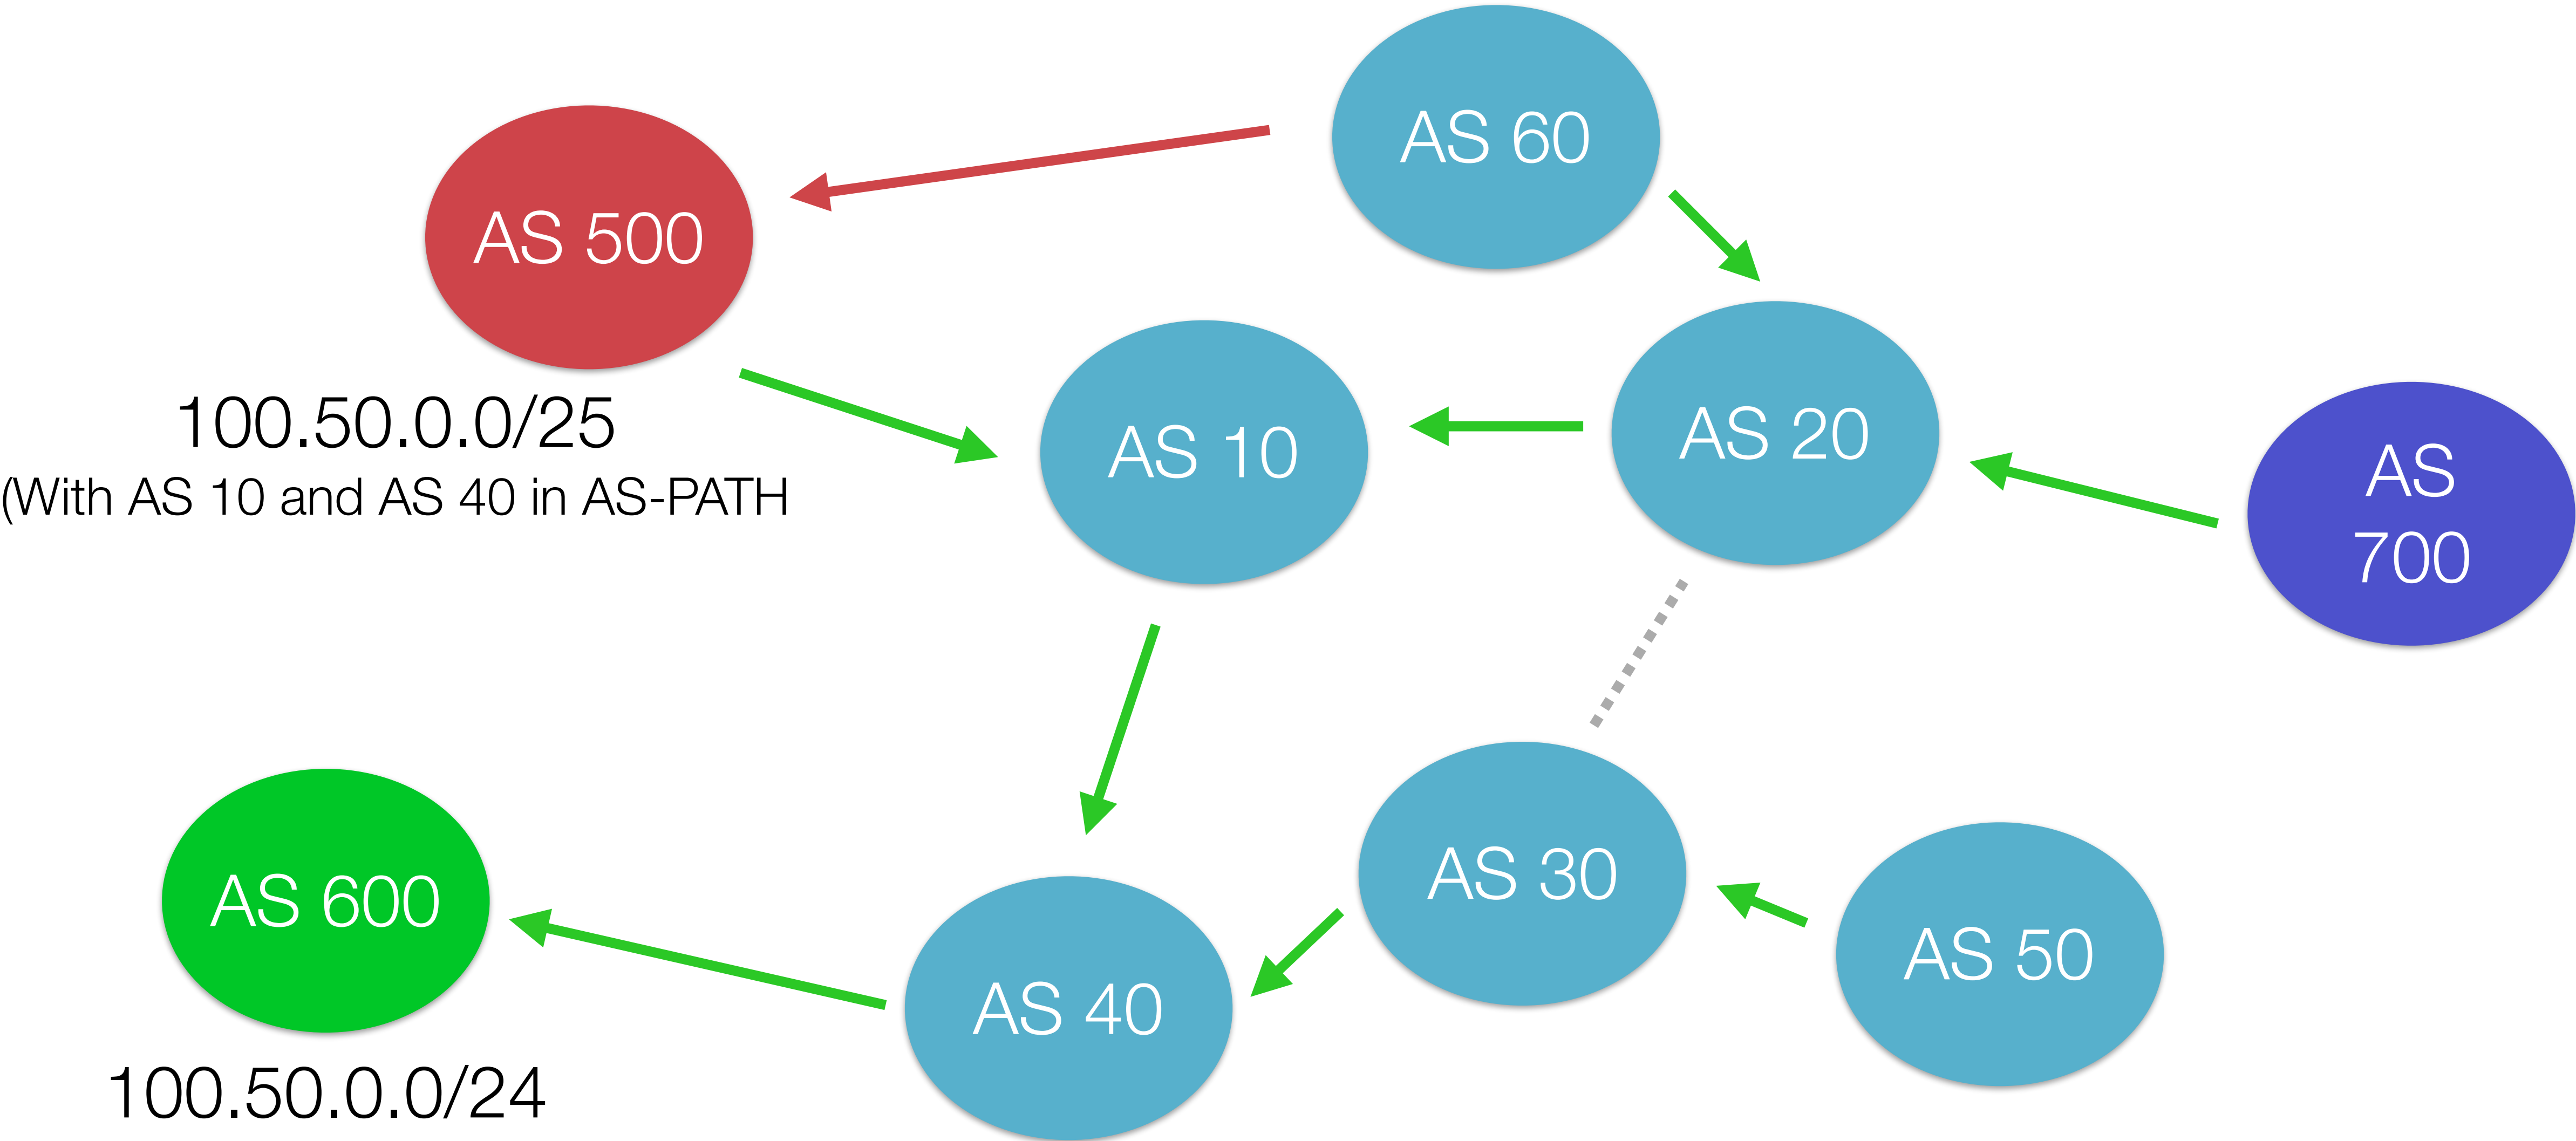 AS 60
AS 500
AS 10
AS 20
100.50.0.0/25
(With AS 10 and AS 40 in AS-PATH
AS
700
AS 600
AS 30
AS 50
AS 40
100.50.0.0/24